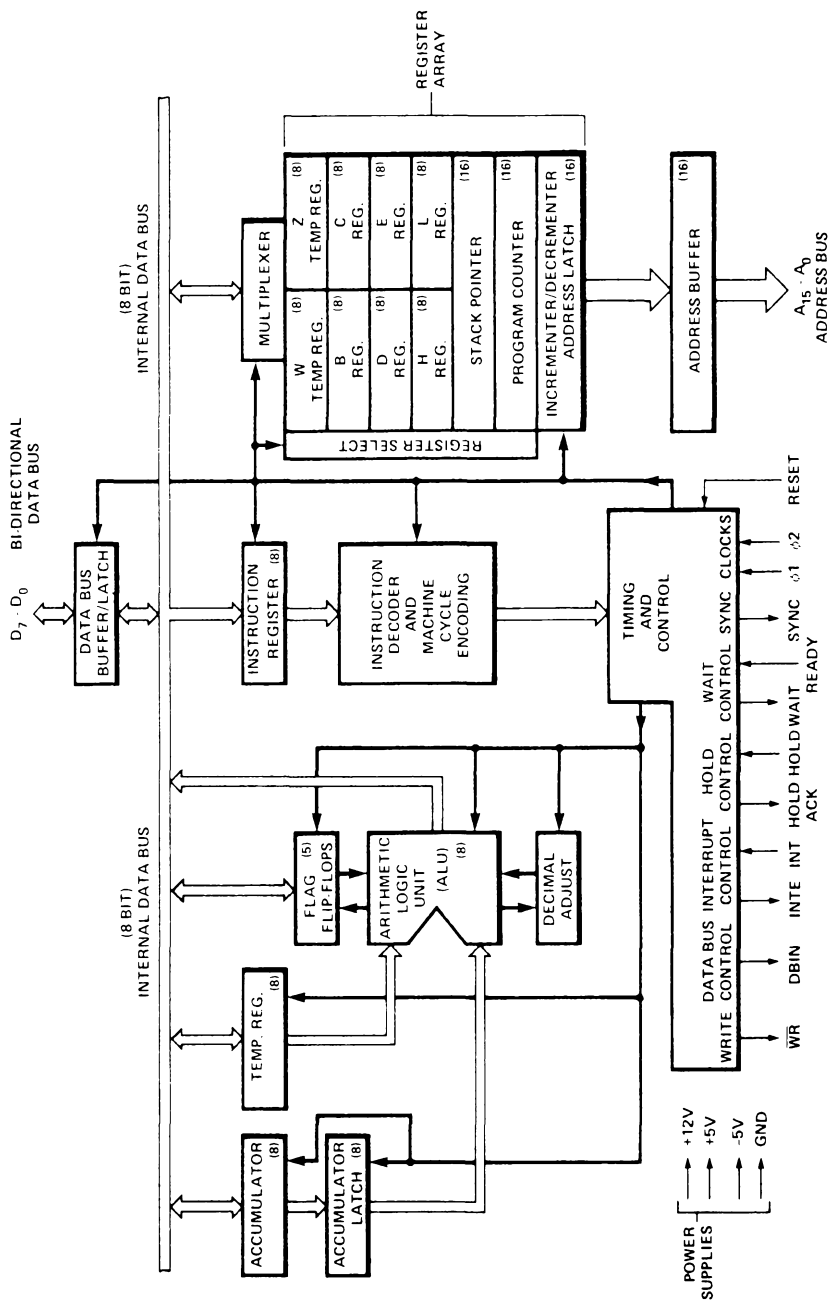 D7 - D0
BI-DIRECTIONAL
DATA BUS
(8 BIT)
INTERNAL DATA BUS
(8 BIT)
INTERNAL DATA BUS
DATA BUS
BUFFER/LATCH
ACCUMULATOR
(8)
ACCUMULATOR
LATCH
(8)
TEMP. REG.
(8)
FLAG
FLIP-FLOPS
(5)
ARITHMETIC
LOGIC
UNIT
(ALU)
(8)
DECIMAL
ADJUST
INSTRUCTION
REGISTER
(8)
INSTRUCTION
DECODER
AND
MACHINE
CYCLE
ENCODING
MULTIPLEXER
REGISTER SELECT
W
TEMP REG.
(8)
Z
TEMP REG.
(8)
B
REG.
(8)
C
REG.
(8)
D
REG.
(8)
E
REG.
(8)
H
REG.
(8)
L
REG.
(8)
STACK POINTER
(16)
PROGRAM COUNTER
(16)
INCREMENTER/DECREMENTER
ADDRESS LATCH
(16)
REGISTER
ARRAY
TIMING
AND
CONTROL
WRITE
DATA BUS CONTROL
INTERRUPT CONTROL
HOLD CONTROL
WAIT CONTROL
SYNC
CLOCKS
POWER
SUPPLIES
+12V
+5V
-5V
GND
WR
DBIN
INTE
INT
HOLD ACK
HOLD
WAIT
READY
SYNC
φ1
φ2
RESET
ADDRESS BUFFER
(16)
A15 - A0
ADDRESS BUS